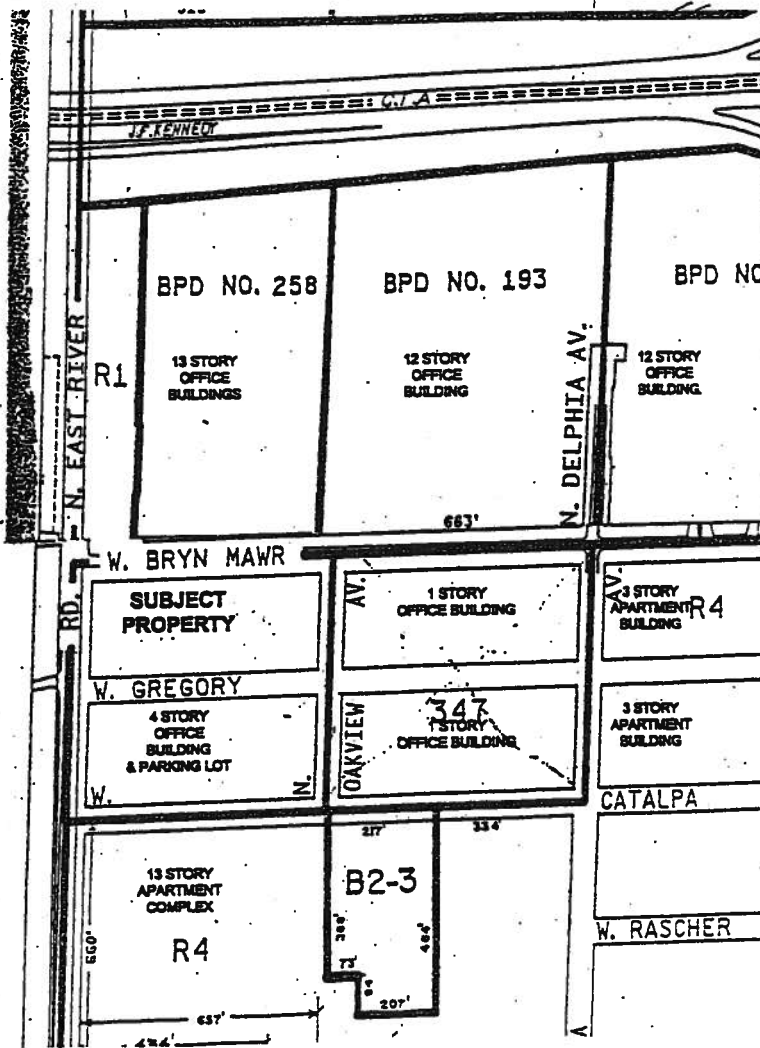 C.T.A
J.F. KENNEDY
BPD NO. 258
BPD NO. 193
BPD NO
R1
13 STORY
OFFICE
BUILDINGS
12 STORY
OFFICE
BUILDING
12 STORY
OFFICE
BUILDING.
N. EAST RIVER
RD.
N. DELPHIA AV.
663'
W. BRYN MAWR
SUBJECT
PROPERTY
AV.
1 STORY
OFFICE BUILDING
AV.
3 STORY
APARTMENT
BUILDING
R4
W. GREGORY
4 STORY
OFFICE
BUILDING
& PARKING LOT
W.
N.
OAKVIEW
347
1 STORY
OFFICE BUILDING
3 STORY
APARTMENT
BUILDING
CATALPA
217'
334'
13 STORY
APARTMENT
COMPLEX
R4
B2-3
660'
484'
73'
207'
W. RASCHER
637'